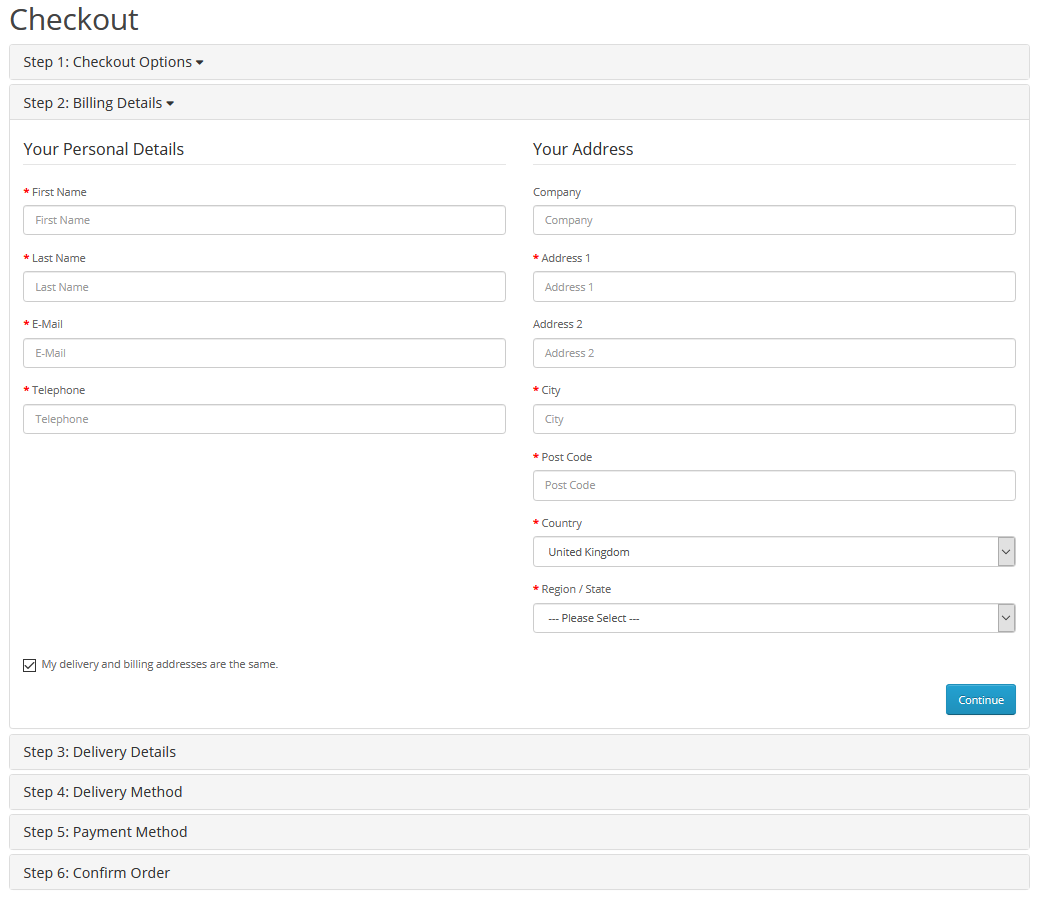 Checkout
Step 1: Checkout Options
Step 2: Billing Details
Your Personal Details
* First Name
First Name
* Last Name
Last Name
* E-Mail
E-Mail
* Telephone
Telephone
Your Address
Company
Company
* Address 1
Address 1
Address 2
Address 2
* City
City
* Post Code
Post Code
* Country
United Kingdom
* Region / State
--- Please Select ---
My delivery and billing addresses are the same.
Continue
Step 3: Delivery Details
Step 4: Delivery Method
Step 5: Payment Method
Step 6: Confirm Order